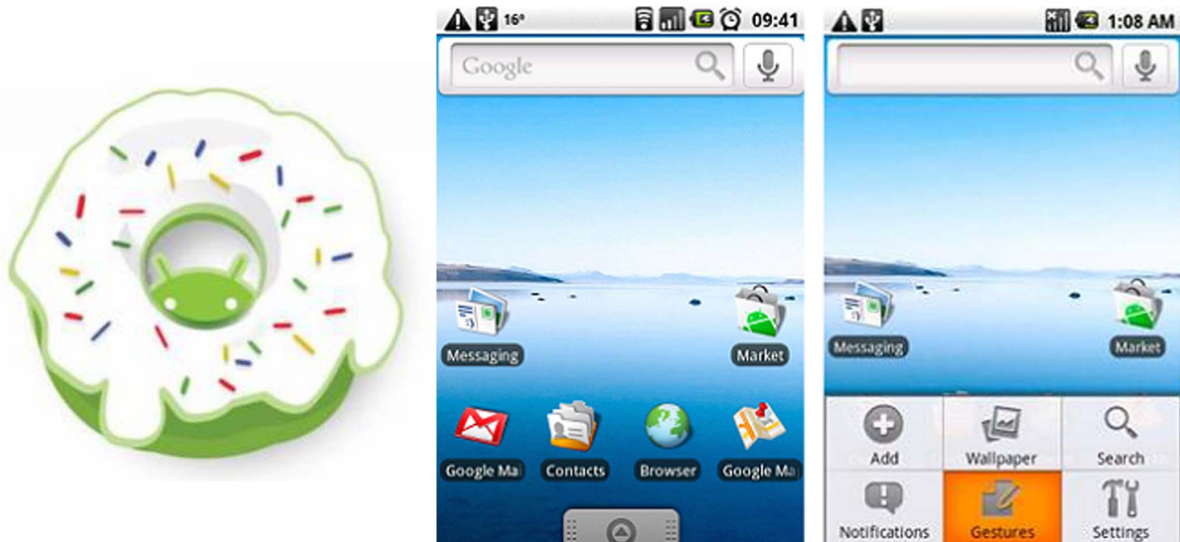 16°
09:41
Google
Messaging
Market
Google Mai
Contacts
Browser
Google Ma
1:08 AM
Messaging
Market
Add
Wallpaper
Search
Notifications
Gestures
Settings